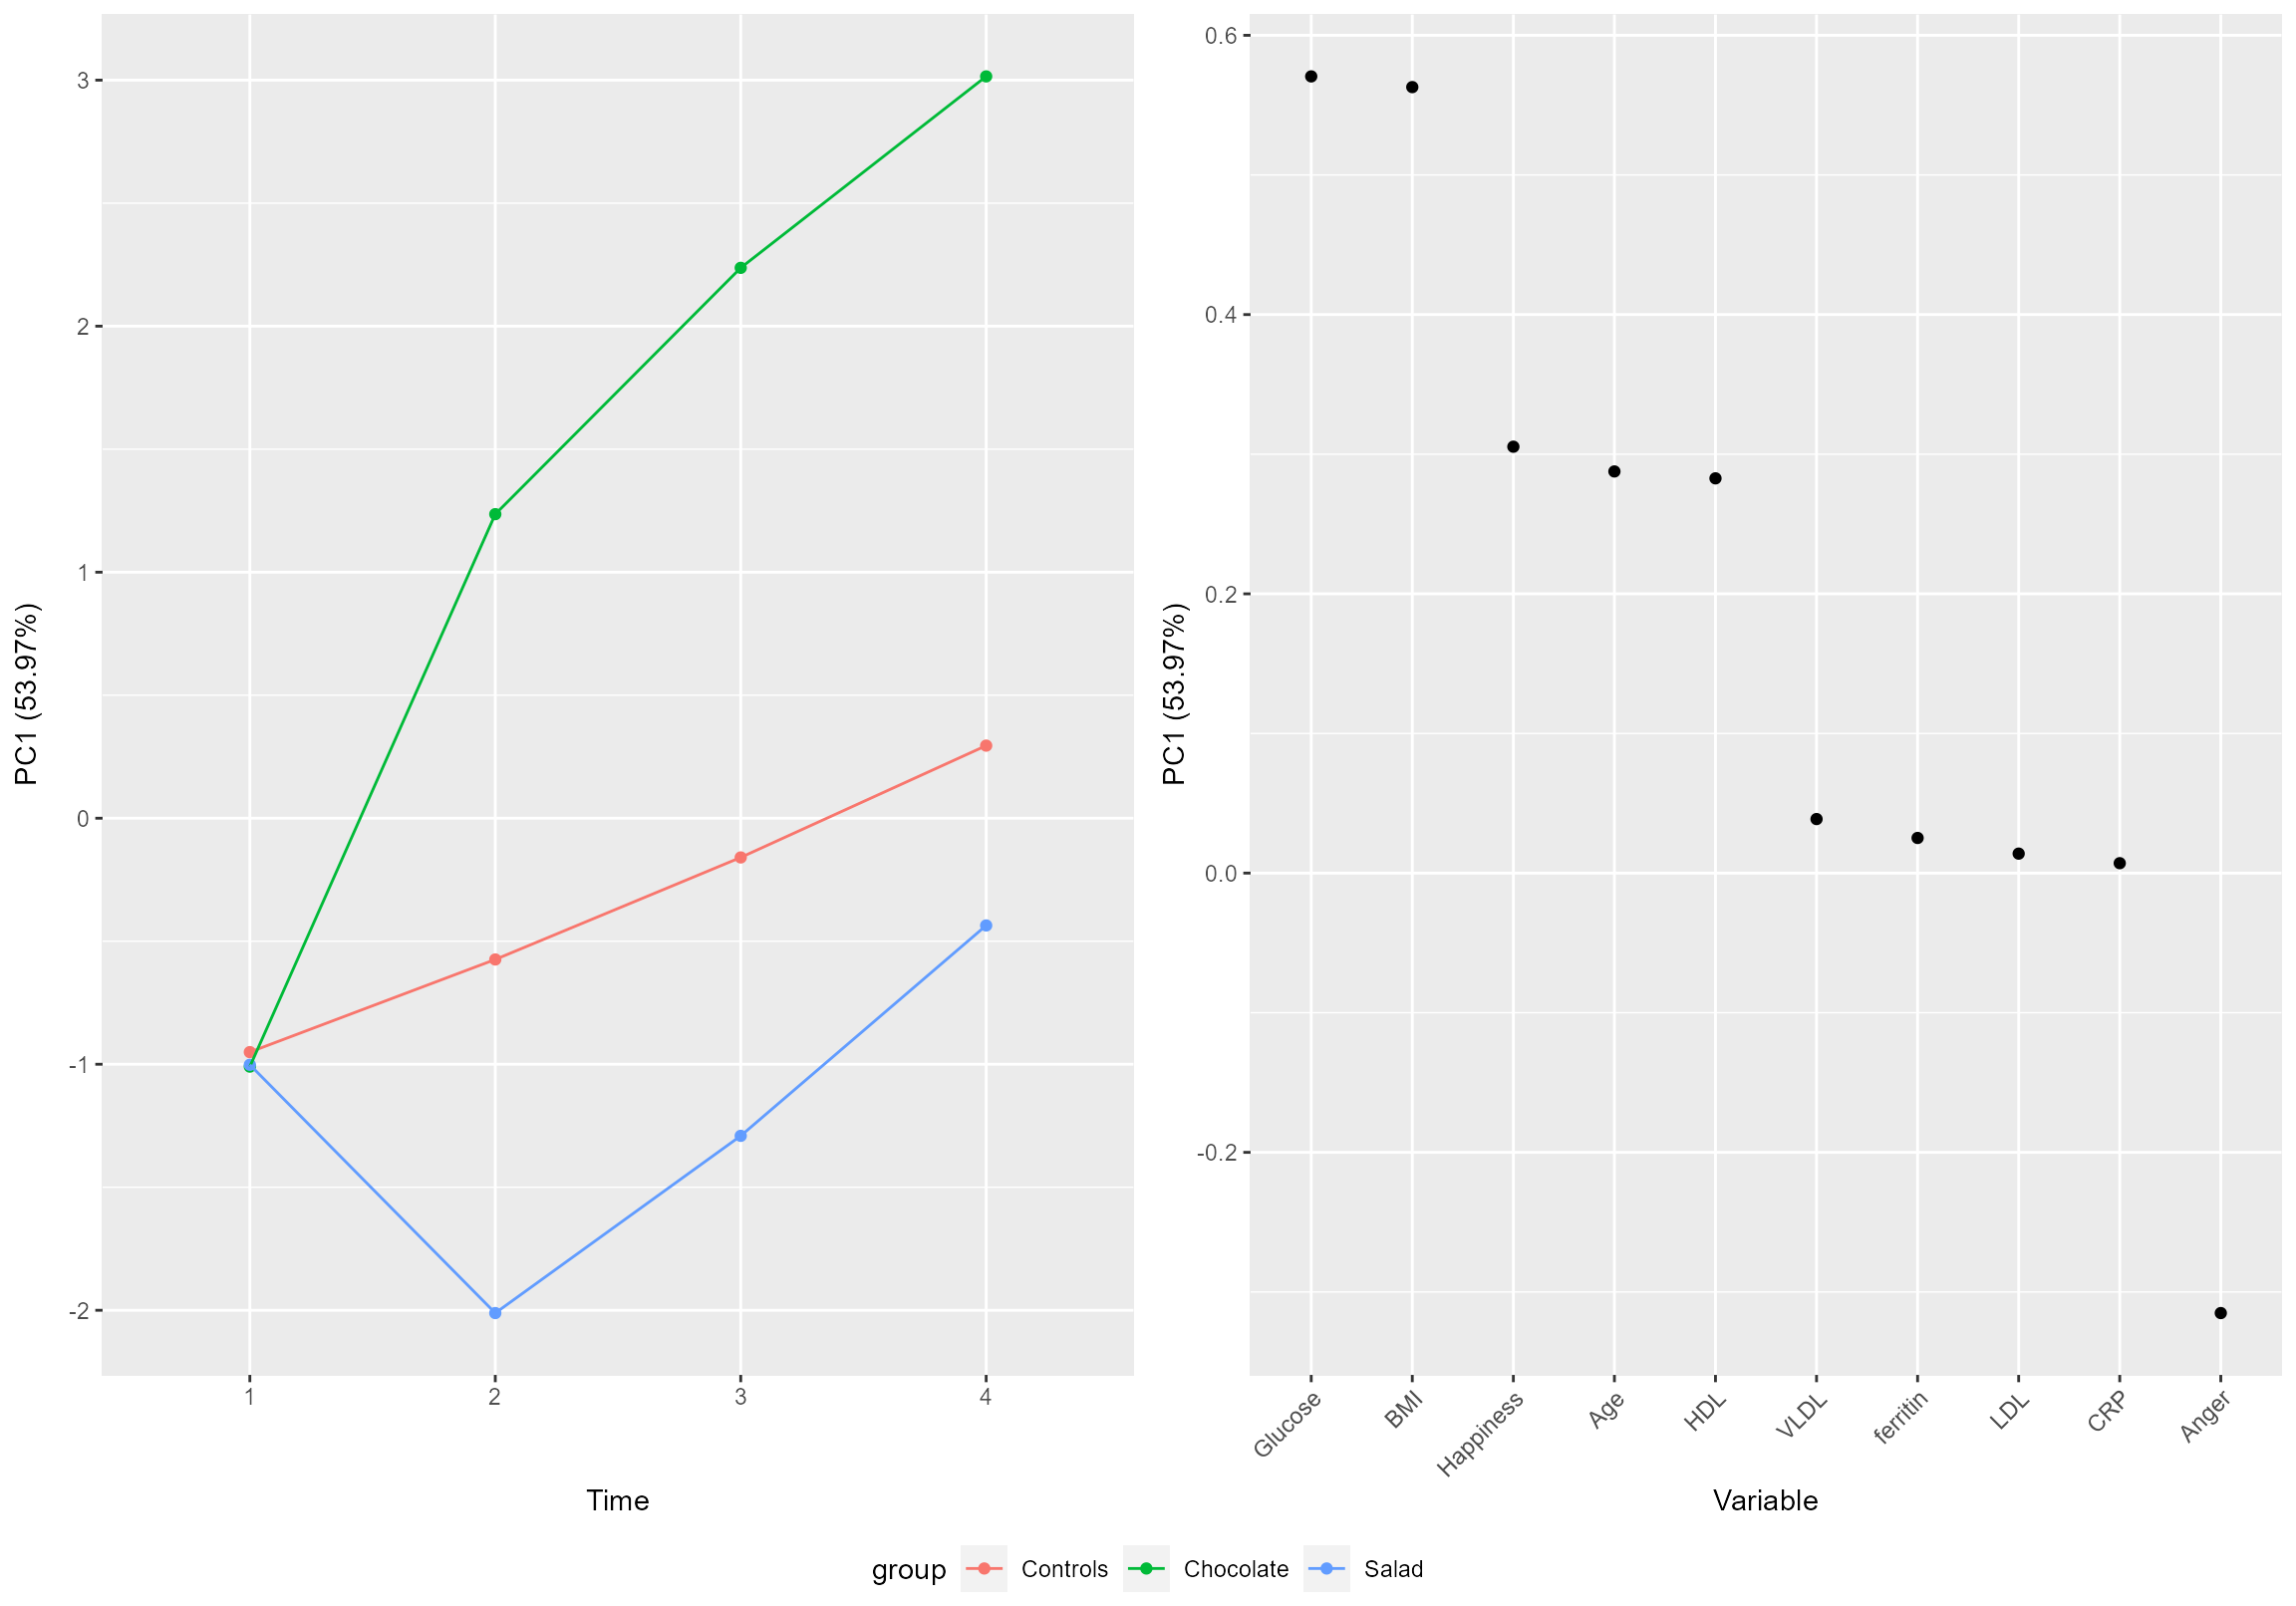 PC1 (53.97%)
3
2
1
0
-1
-2
1 2 3 4
Time
PC1 (53.97%)
0.6
0.4
0.2
0.0
-0.2
Glucose BMI Happiness Age HDL VLDL ferritin LDL CRP Anger
Variable
group Controls Chocolate Salad